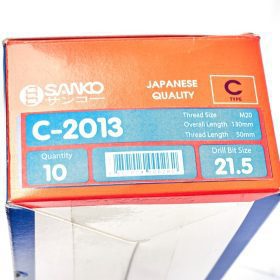 SANKO
サンコー
JAPANESE
QUALITY
C
TYPE
C-2013
Thread Size M20
Overall Length 130mm
Thread Length 50mm
Quantity
10
Drill Bit Size
21.5